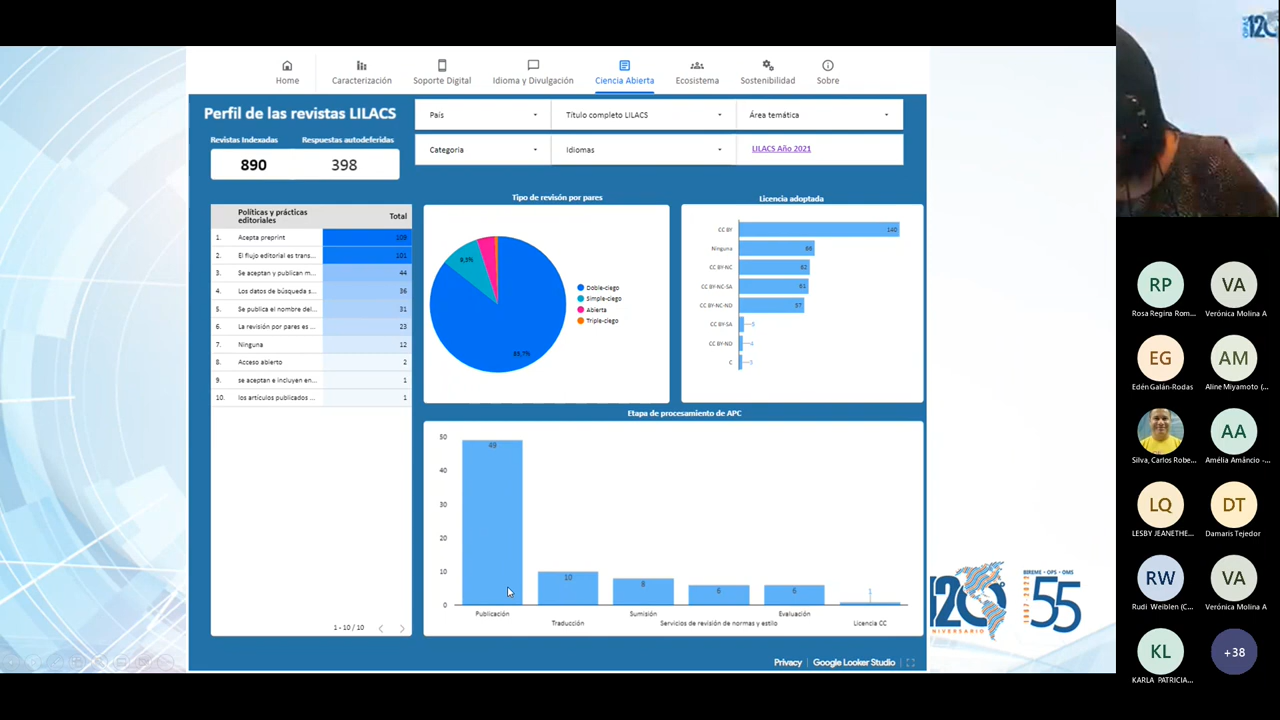 Home
Caracterización
Soporte Digital
Idioma y Divulgación
Ciencia Abierta
Ecosistema
Sostenibilidad
Sobre
Perfil de las revistas LILACS
Revistas Indexadas
Respuestas autodeferidas
890
398
País
Título completo LILACS
Área temática
Categoria
Idiomas
LILACS Año 2021
Políticas y prácticas editoriales
Total
1. Acepta preprint 109
2. El flujo editorial es trans... 101
3. Se aceptan y publican m... 44
4. Los datos de búsqueda s... 36
5. Se publica el nombre del... 31
6. La revisión por pares es ... 23
7. Ninguna 12
8. Acceso abierto 2
9. se aceptan e incluyen en... 1
10. los artículos publicados ... 1
1 - 10 / 10
Tipo de revisón por pares
8,5%
Doble-ciego
Simple-ciego
Abierta
Triple-ciego
Licencia adoptada
CC BY 140
Ninguna 66
CC BY-NC 62
CC BY-NC-SA 61
CC BY-NC-ND 57
CC BY-SA 5
CC BY-ND 4
C 3
Etapa de procesamiento de APC
50
40
30
20
10
0
49
10
8
6
6
1
Publicación
Traducción
Sumisión
Servicios de revisión de normas y estilo
Evaluación
Licencia CC
Privacy
Google Looker Studio
120
NIVERSARIO
BIREME • OPS • OMS
55
OPAS
120
RP
Rosa Regina Rom...
VA
Verónica Molina A
EG
Edén Galán-Rodas
AM
Aline Miyamoto (...
Silva, Carlos Robe...
AA
Amélia Amâncio -...
LQ
LESBY JEANETHE...
DT
Damaris Tejedor
RW
Rudi Weiblen (C...
VA
Verónica Molina A
KL
KARLA PATRICIA...
+38